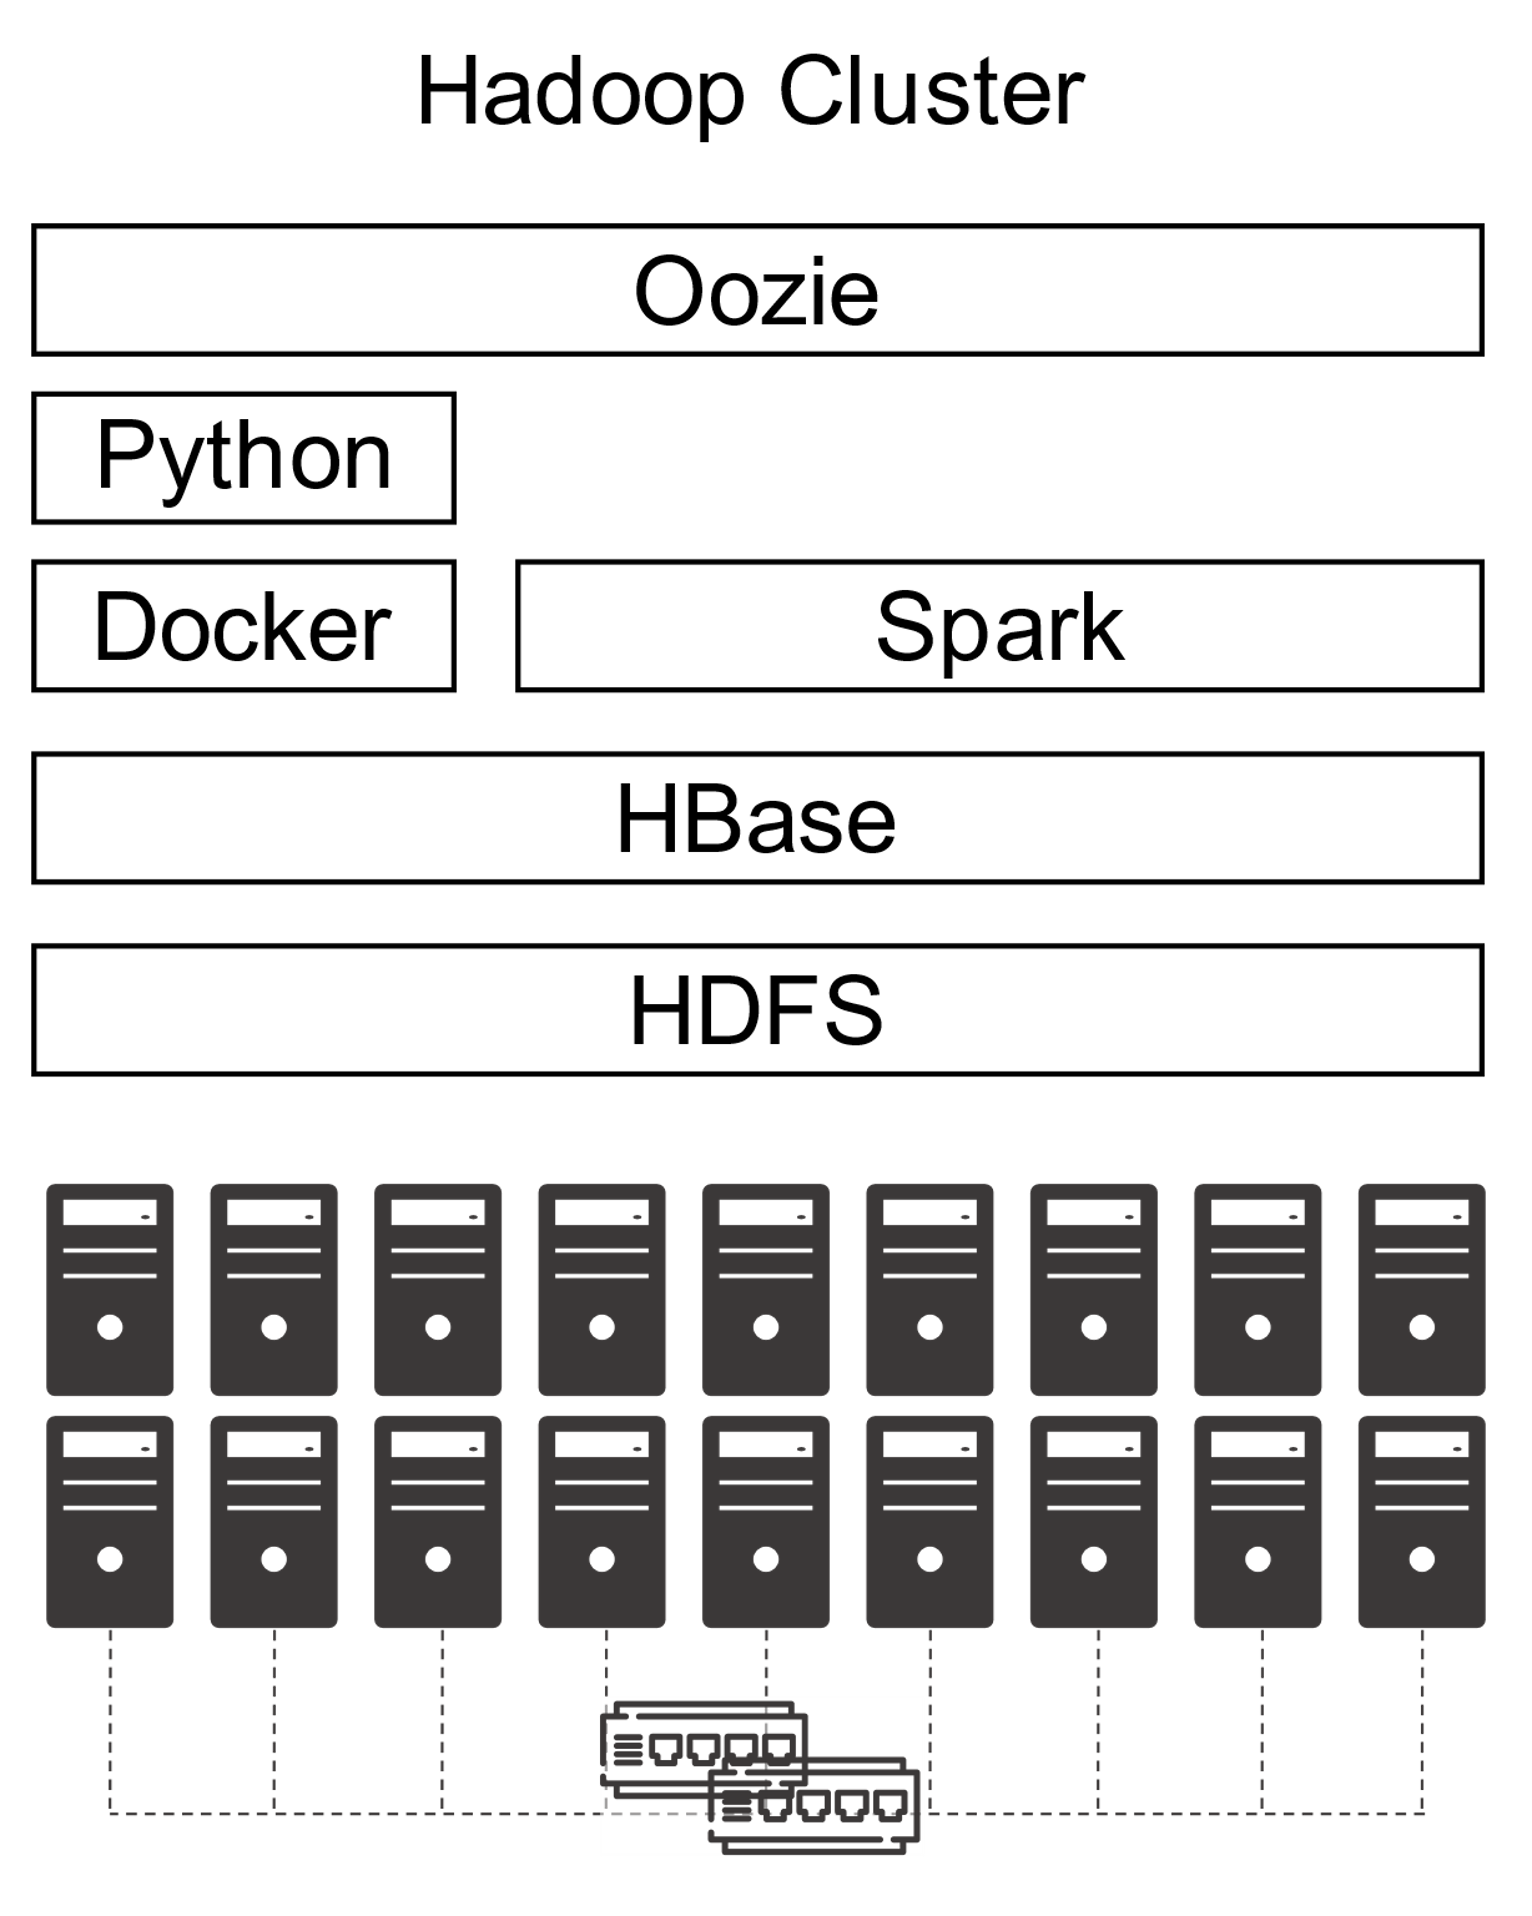 Hadoop Cluster
Oozie
Python
Docker
Spark
HBase
HDFS